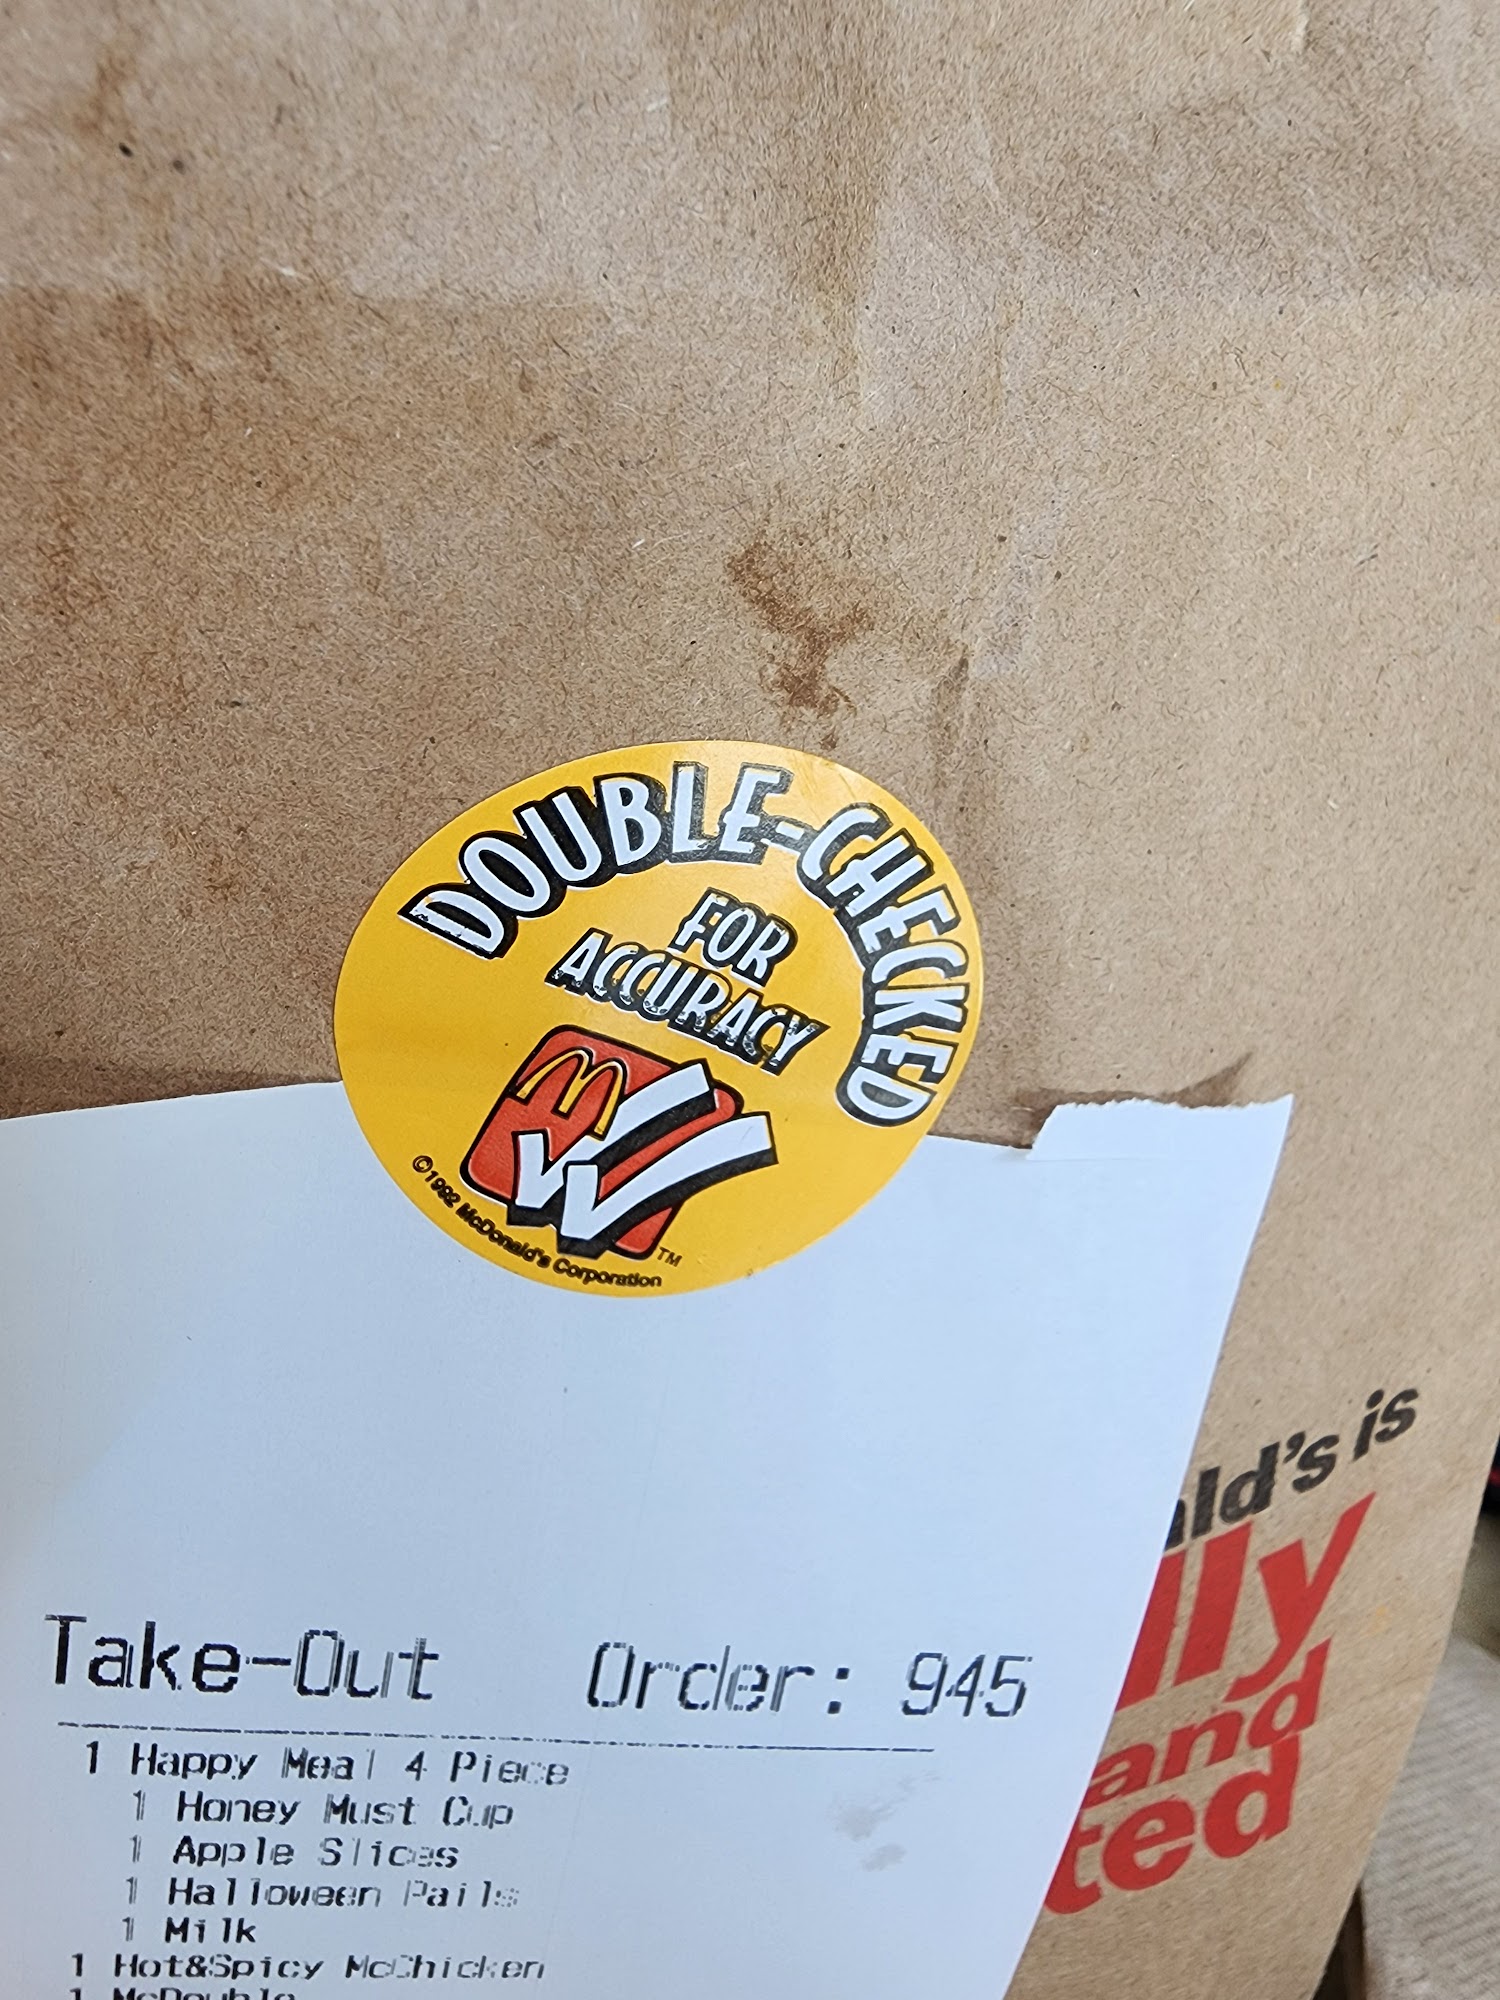 DOUBLE-CHECKED
FOR
ACCURACY
©1992 McDonald's Corporation
TM
ald's is
lly
and
ted
Take-Out Order: 945
1 Happy Meal 4 Piece
1 Honey Must Cup
1 Apple Slices
1 Halloween Pails
1 Milk
1 Hot&Spicy McChicken
1 McDouble